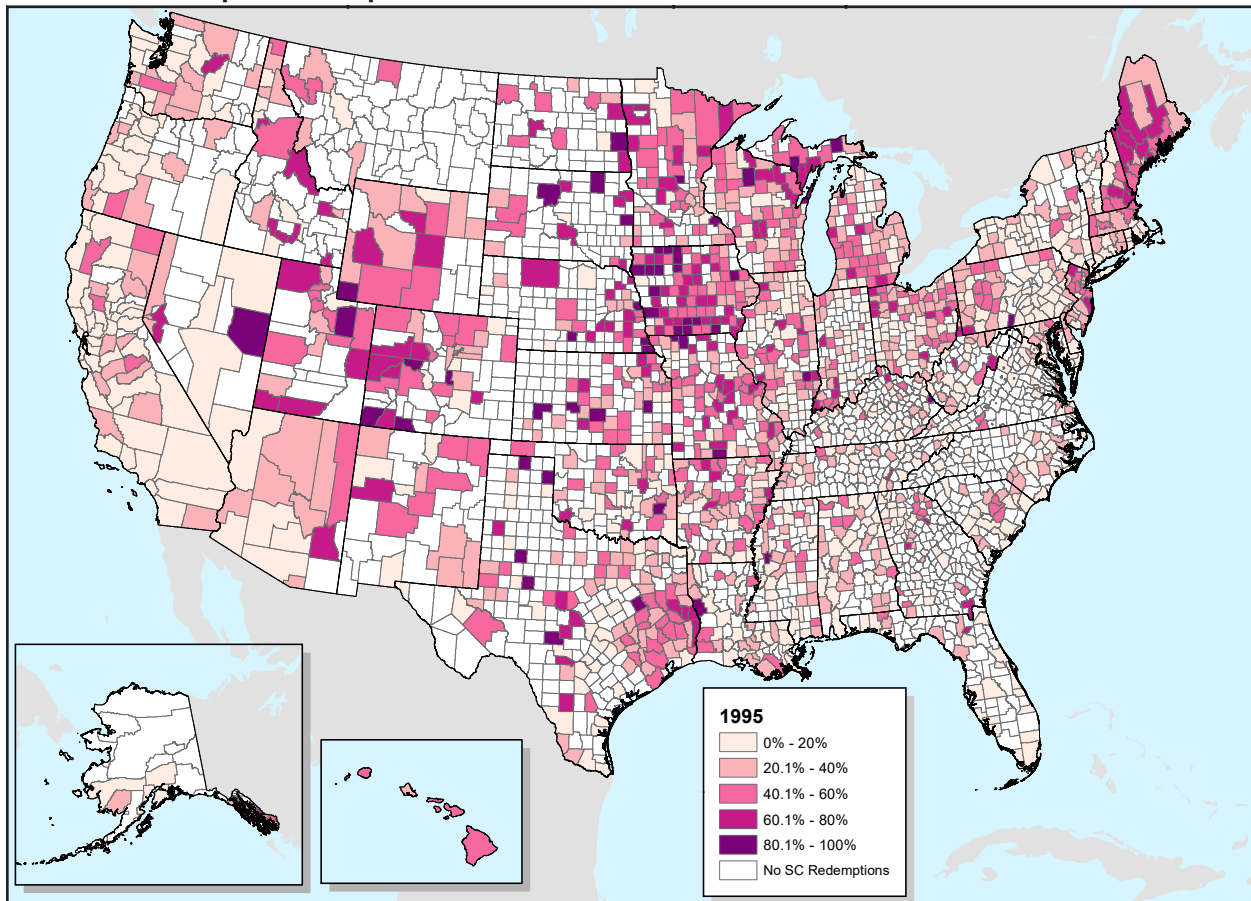 1995
0% - 20%
20.1% - 40%
40.1% - 60%
60.1% - 80%
80.1% - 100%
No SC Redemptions